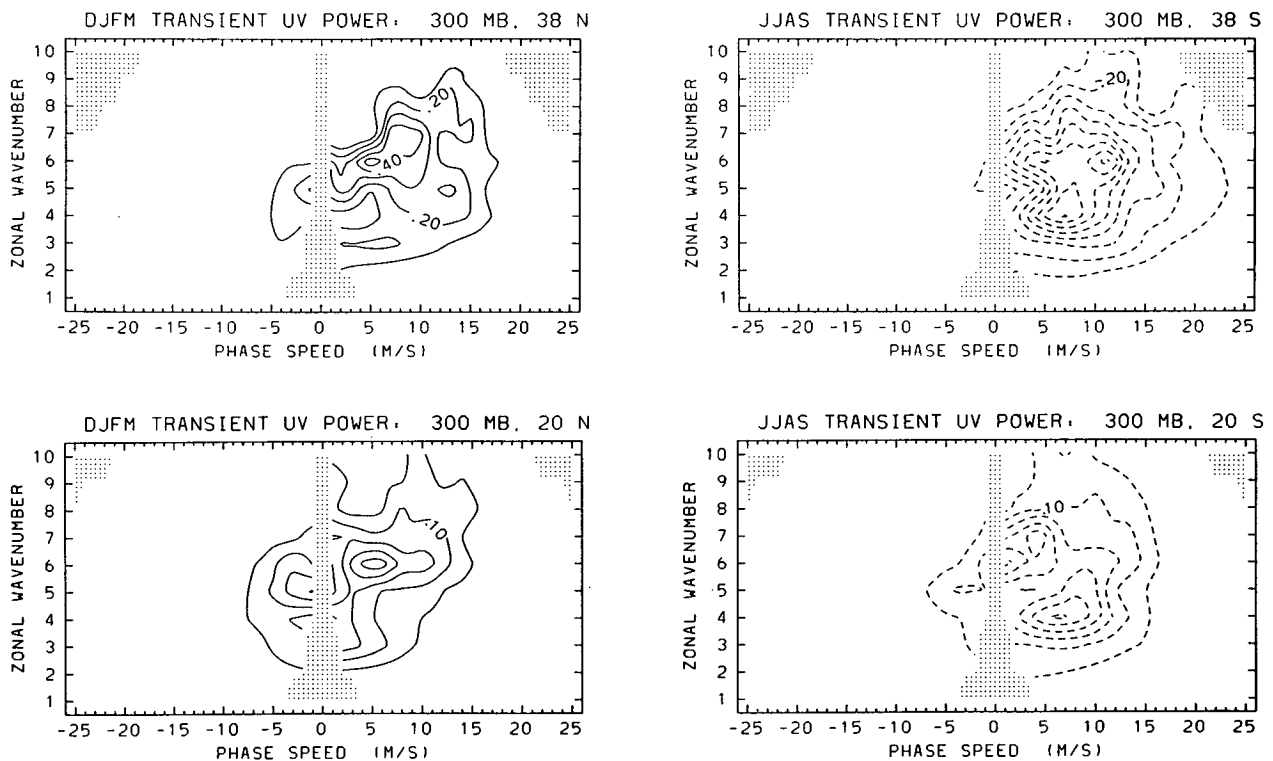 DJFM TRANSIENT UV POWER: 300 MB, 38 N
10
9
8
7
6
5
4
3
2
1
ZONAL WAVENUMBER
.20
.40
.20
-25 -20 -15 -10 -5 0 5 10 15 20 25
PHASE SPEED (M/S)
JJAS TRANSIENT UV POWER: 300 MB, 38 S
10
9
8
7
6
5
4
3
2
1
ZONAL WAVENUMBER
.20
-25 -20 -15 -10 -5 0 5 10 15 20 25
PHASE SPEED (M/S)
DJFM TRANSIENT UV POWER: 300 MB, 20 N
10
9
8
7
6
5
4
3
2
1
ZONAL WAVENUMBER
.10
-25 -20 -15 -10 -5 0 5 10 15 20 25
PHASE SPEED (M/S)
JJAS TRANSIENT UV POWER: 300 MB, 20 S
10
9
8
7
6
5
4
3
2
1
ZONAL WAVENUMBER
.10
-25 -20 -15 -10 -5 0 5 10 15 20 25
PHASE SPEED (M/S)